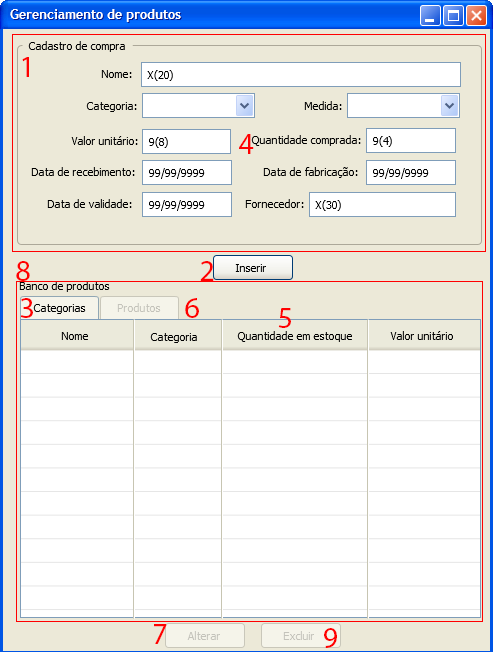 Gerenciamento de produtos
Cadastro de compra
1
Nome: X(20)
Categoria: Medida:
Valor unitário: 9(8) 4 Quantidade comprada: 9(4)
Data de recebimento: 99/99/9999 Data de fabricação: 99/99/9999
Data de validade: 99/99/9999 Fornecedor: X(30)
8 2 Inserir
Banco de produtos
3 Categorias Produtos 6 5
Nome Categoria Quantidade em estoque Valor unitário
7 Alterar Excluir 9